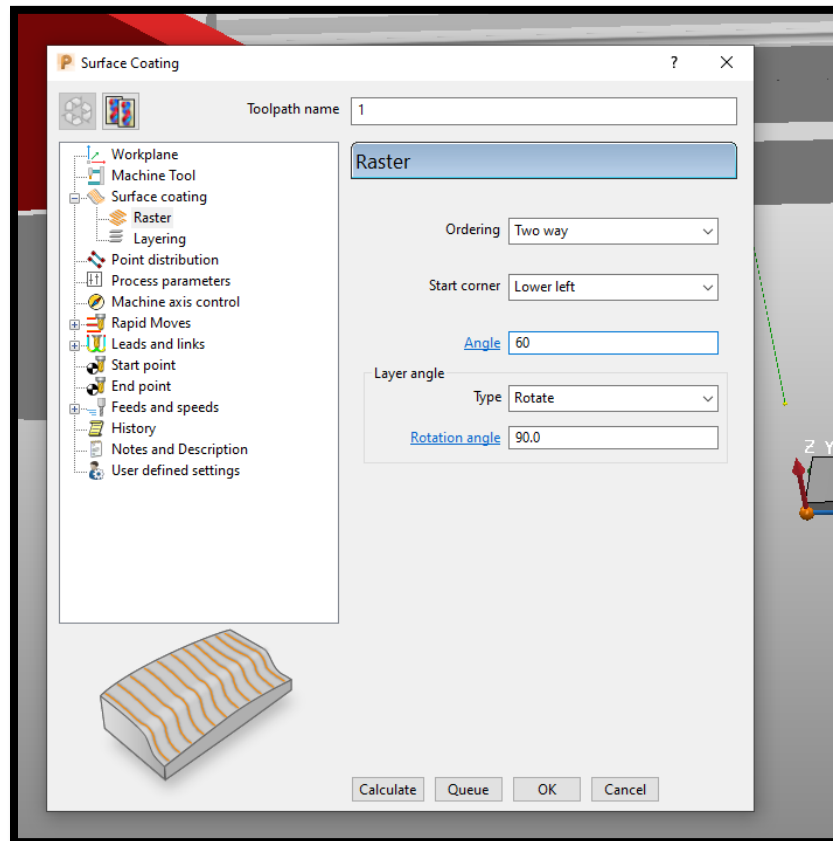 Surface Coating ? ×
Toolpath name 1
Workplane
Machine Tool
Surface coating
Raster
Layering
Point distribution
Process parameters
Machine axis control
Rapid Moves
Leads and links
Start point
End point
Feeds and speeds
History
Notes and Description
User defined settings
Raster
Ordering Two way
Start corner Lower left
Angle 60
Layer angle
Type Rotate
Rotation angle 90.0
Calculate Queue OK Cancel
Z Y